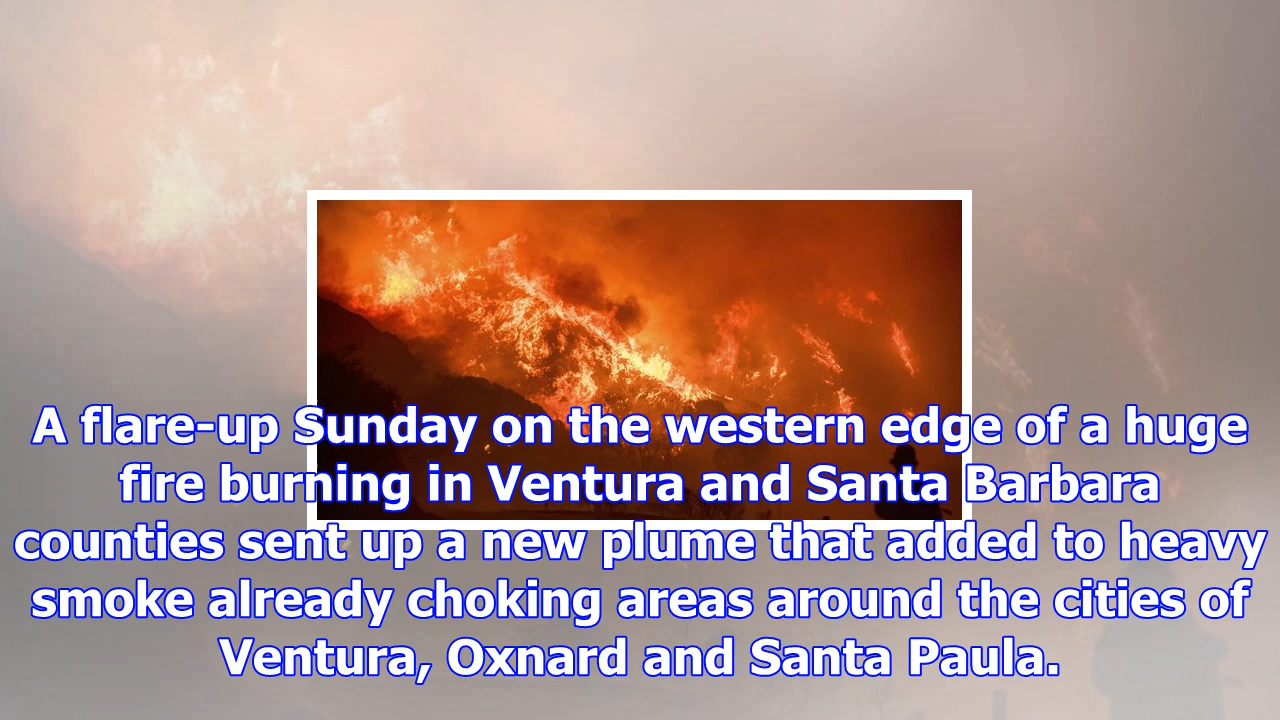 A flare-up Sunday on the western edge of a huge
fire burning in Ventura and Santa Barbara
counties sent up a new plume that added to heavy
smoke already choking areas around the cities of
Ventura, Oxnard and Santa Paula.